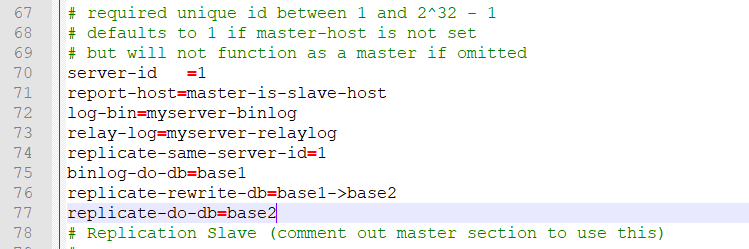 67 # required unique id between 1 and 2^32 - 1
68 # defaults to 1 if master-host is not set
69 # but will not function as a master if omitted
70 server-id   =1
71 report-host=master-is-slave-host
72 log-bin=myserver-binlog
73 relay-log=myserver-relaylog
74 replicate-same-server-id=1
75 binlog-do-db=base1
76 replicate-rewrite-db=base1->base2
77 replicate-do-db=base2
78 # Replication Slave (comment out master section to use this)